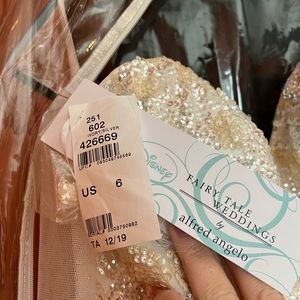 251
602
IVORY/SILVER
426669
US 6
TA 12/19
Disney
FAIRY TALE
WEDDINGS
by
alfred angelo